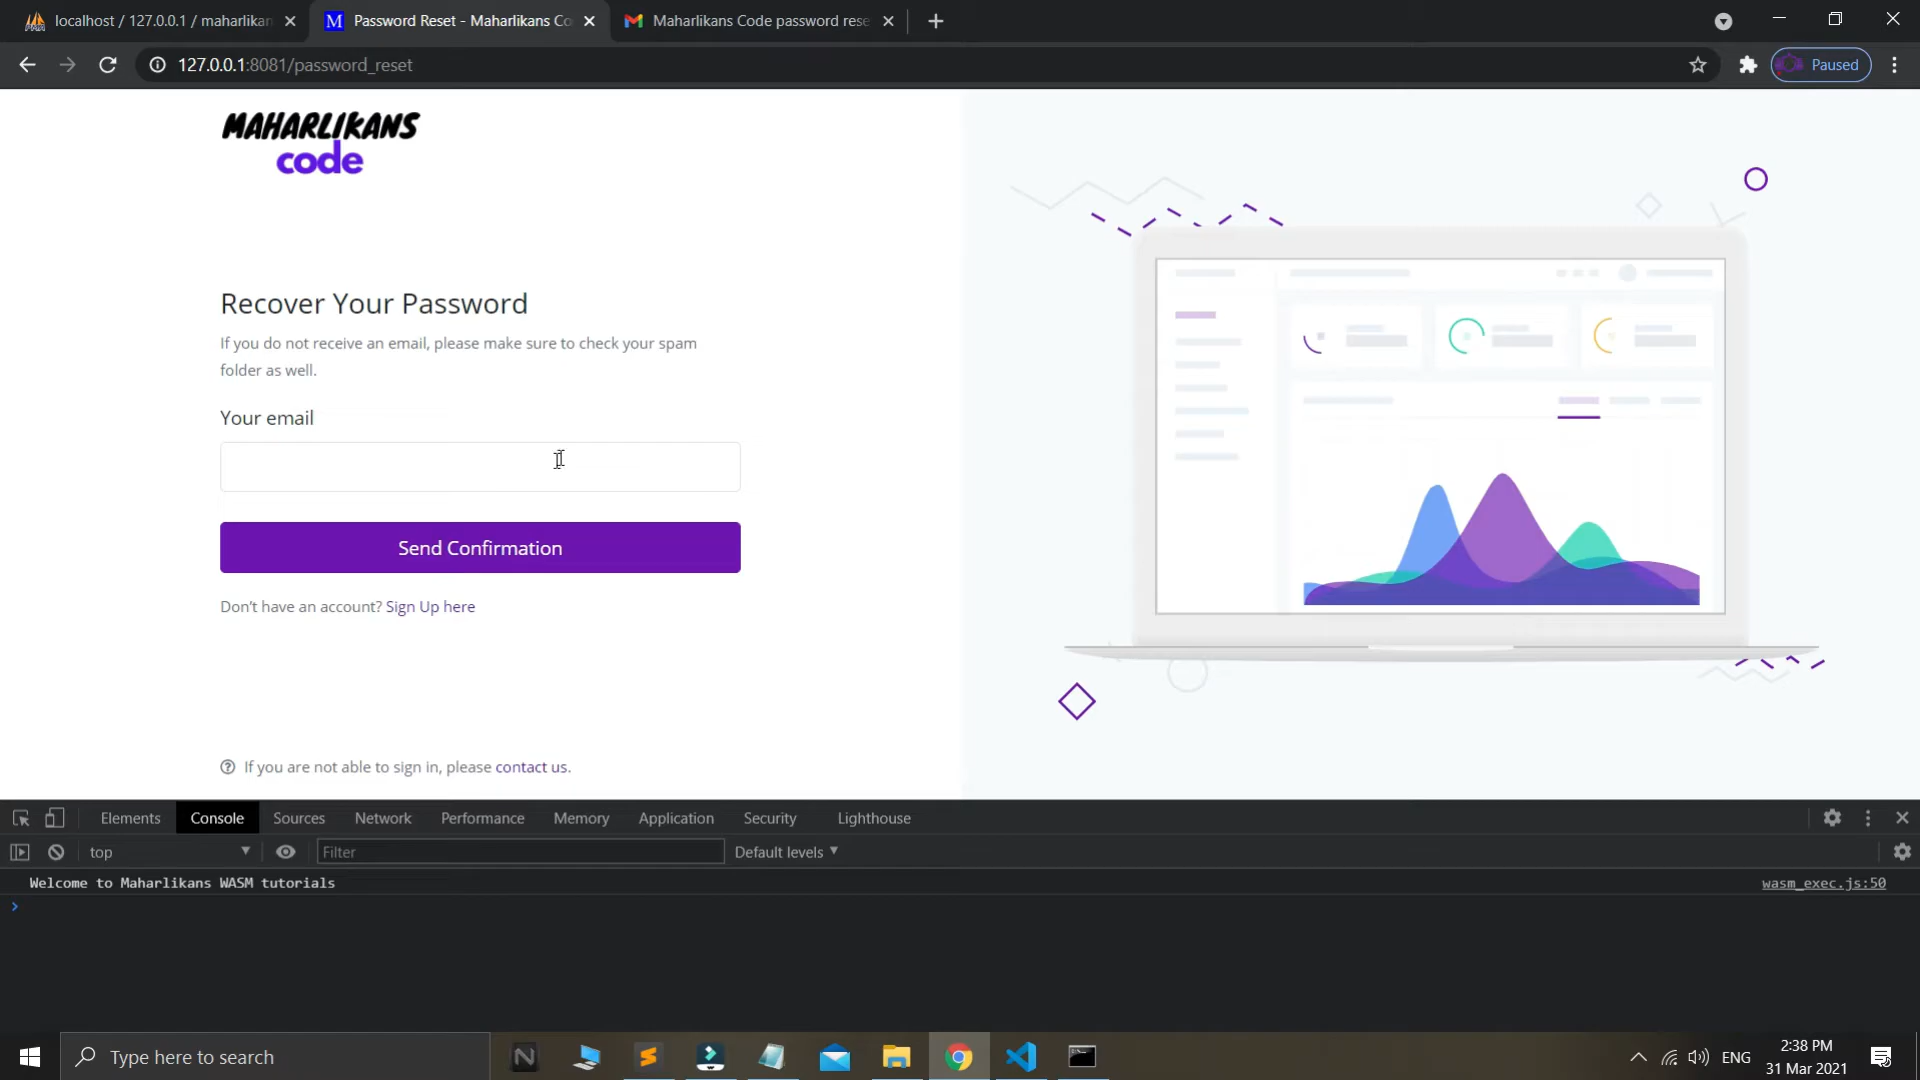 localhost / 127.0.0.1 / maharlikan
Password Reset - Maharlikans Co
Maharlikans Code password rese
127.0.0.1:8081/password_reset
Paused
MAHARLIKANS
code
Recover Your Password
If you do not receive an email, please make sure to check your spam
folder as well.
Your email
Send Confirmation
Don't have an account? Sign Up here
If you are not able to sign in, please contact us.
Elements
Console
Sources
Network
Performance
Memory
Application
Security
Lighthouse
top
Filter
Default levels
Welcome to Maharlikans WASM tutorials
wasm_exec.js:50
Type here to search
ENG
2:38 PM
31 Mar 2021